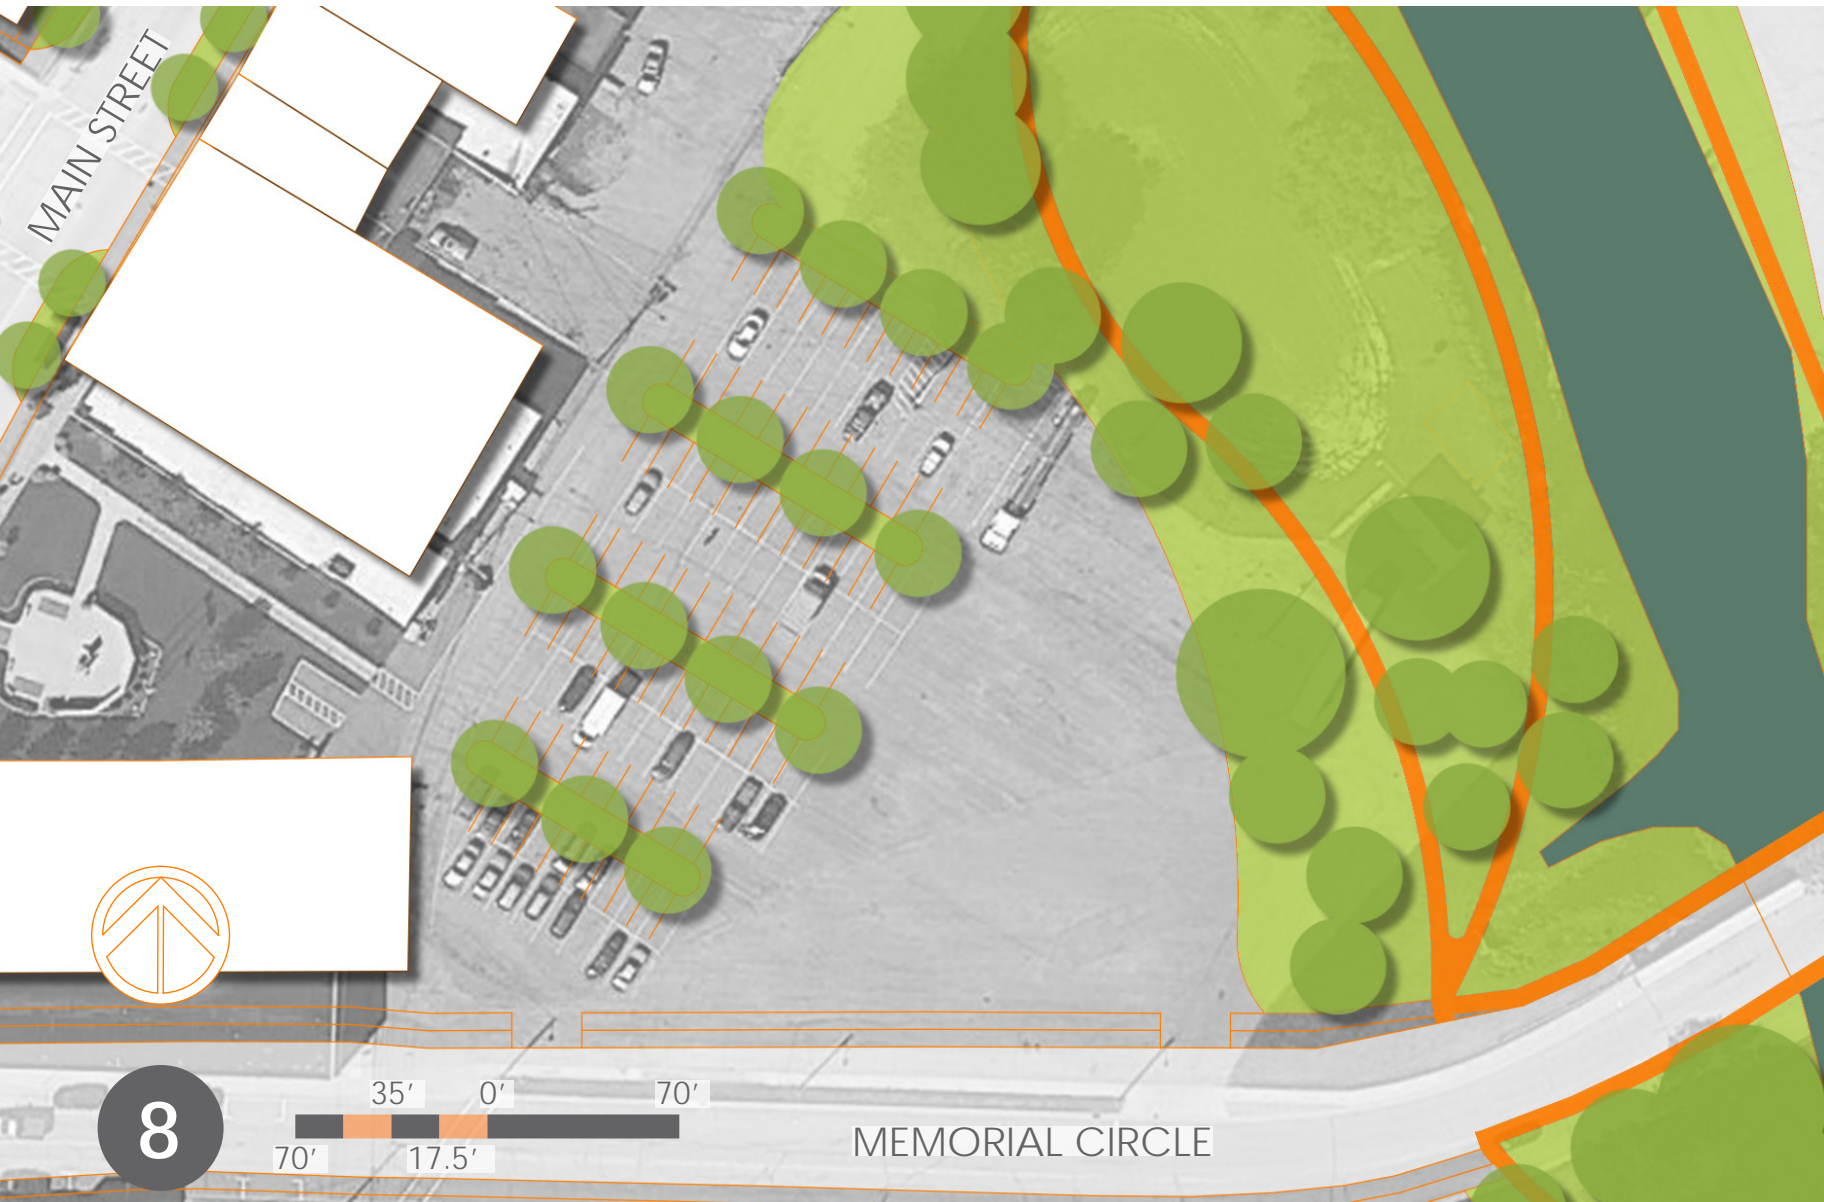 MAIN STREET
8
35' 0' 70'
70' 17.5'
MEMORIAL CIRCLE